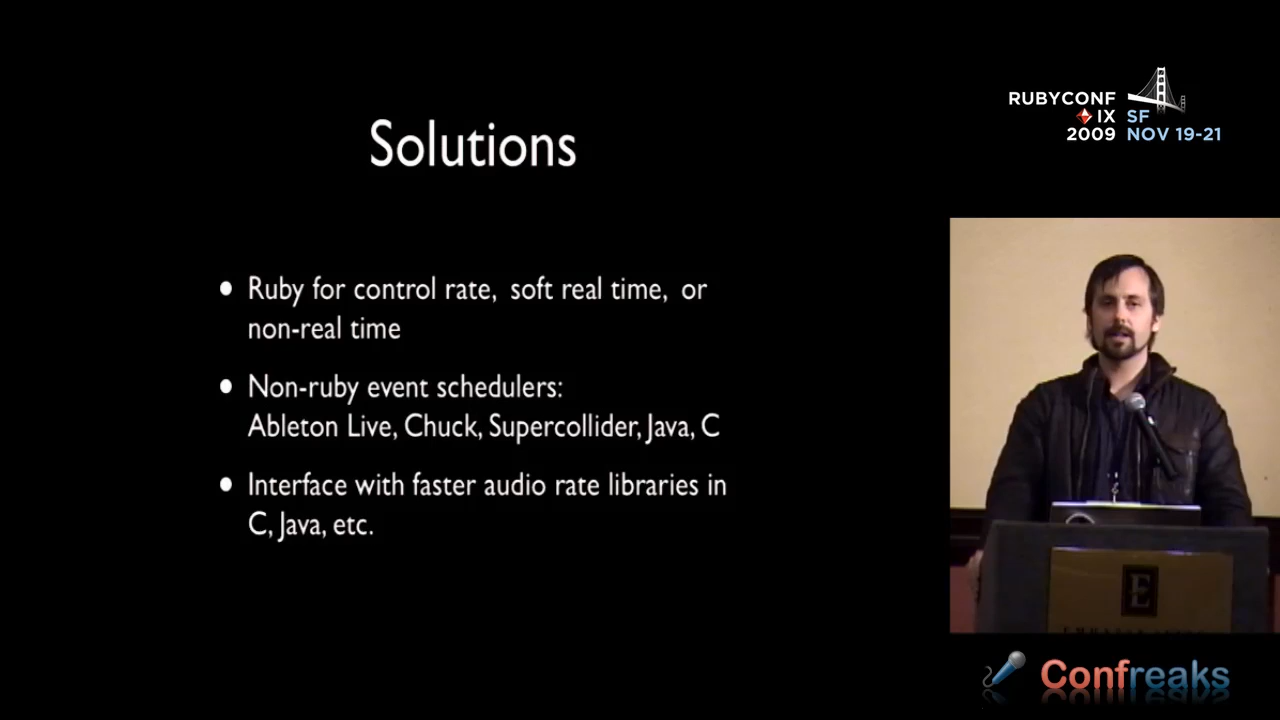 RUBYCONF
IX SF
2009 NOV 19-21
Solutions
• Ruby for control rate, soft real time, or
non-real time
• Non-ruby event schedulers:
Ableton Live, Chuck, Supercollider, Java, C
• Interface with faster audio rate libraries in
C, Java, etc.
E
Confreaks